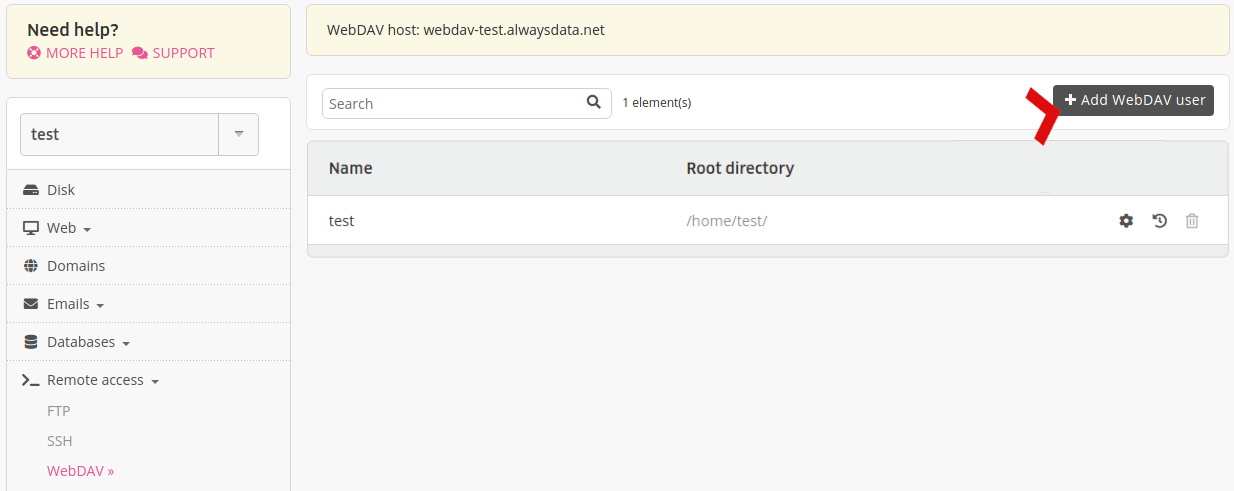 Need help?
MORE HELP SUPPORT
test
Disk
Web
Domains
Emails
Databases
Remote access
FTP
SSH
WebDAV »
WebDAV host: webdav-test.alwaysdata.net
Search 1 element(s) + Add WebDAV user
Name Root directory
test /home/test/